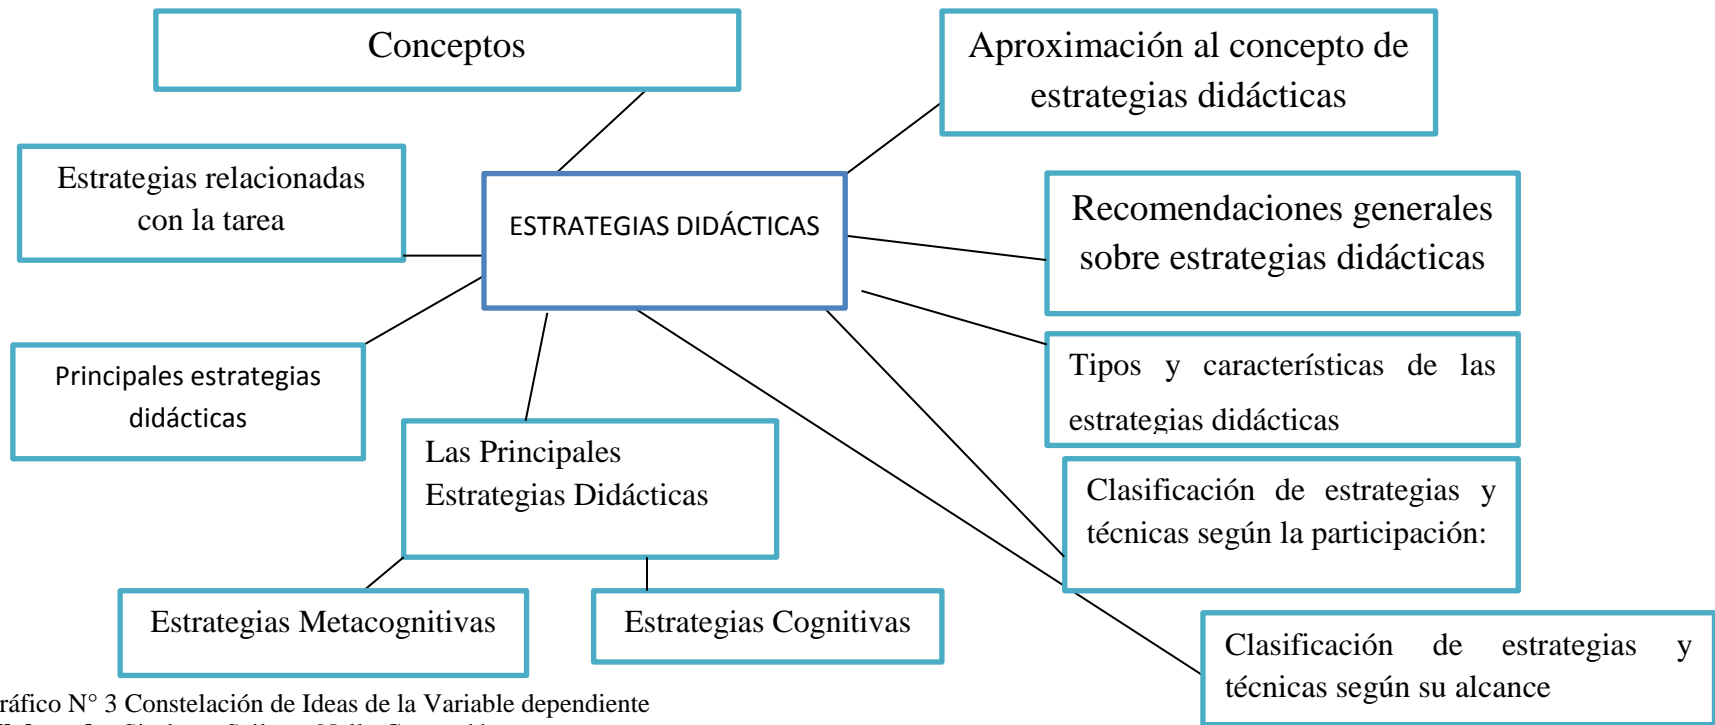 Conceptos
Aproximación al concepto de
estrategias didácticas
Estrategias relacionadas
con la tarea
ESTRATEGIAS DIDÁCTICAS
Recomendaciones generales
sobre estrategias didácticas
Principales estrategias
didácticas
Tipos y características de las
estrategias didácticas
Las Principales
Estrategias Didácticas
Clasificación de estrategias y
técnicas según la participación:
Estrategias Metacognitivas
Estrategias Cognitivas
Clasificación de estrategias y
técnicas según su alcance
ráfico N° 3 Constelación de Ideas de la Variable dependiente